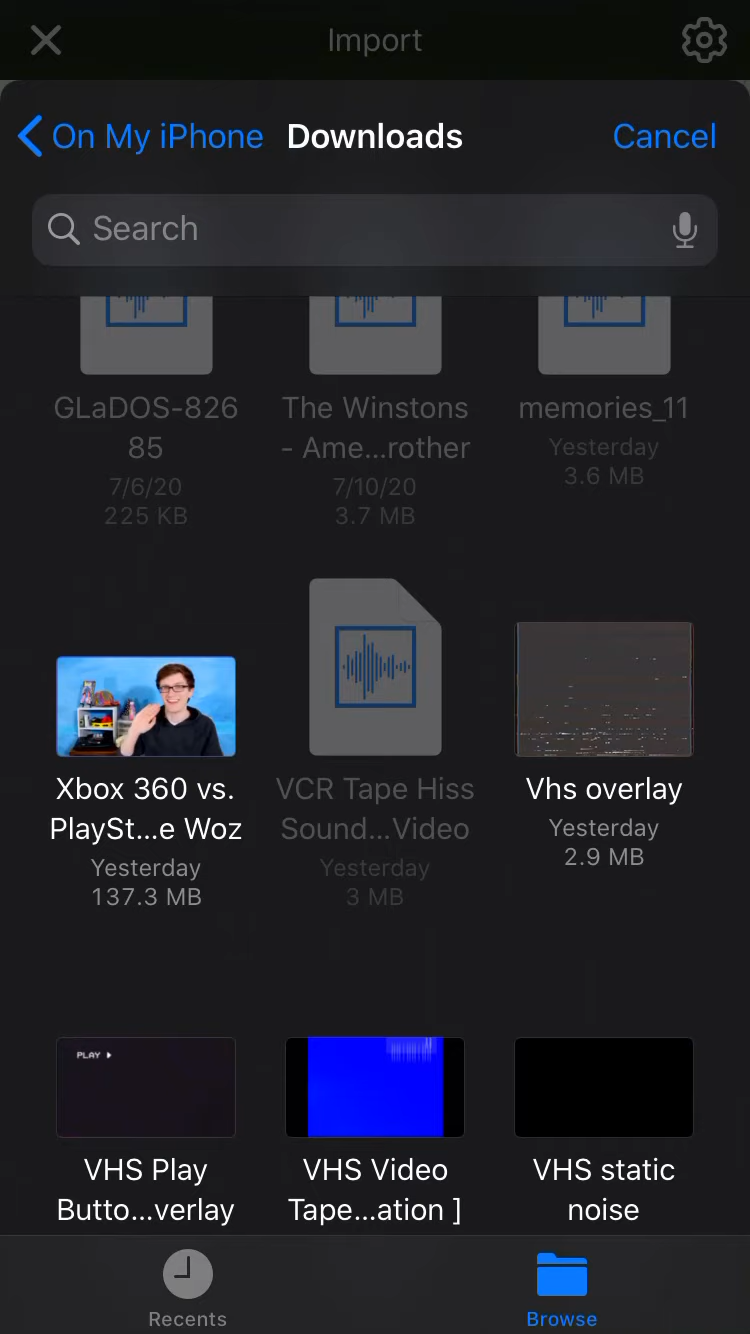 Import
On My iPhone Downloads Cancel
Search
GLaDOS-826
85
7/6/20
225 KB
The Winstons
- Ame...rother
7/10/20
3.7 MB
memories_11
Yesterday
3.6 MB
Xbox 360 vs.
PlaySt...e Woz
Yesterday
137.3 MB
VCR Tape Hiss
Sound...Video
Yesterday
3 MB
Vhs overlay
Yesterday
2.9 MB
PLAY
VHS Play
Butto...verlay
VHS Video
Tape...ation ]
VHS static
noise
Recents
Browse